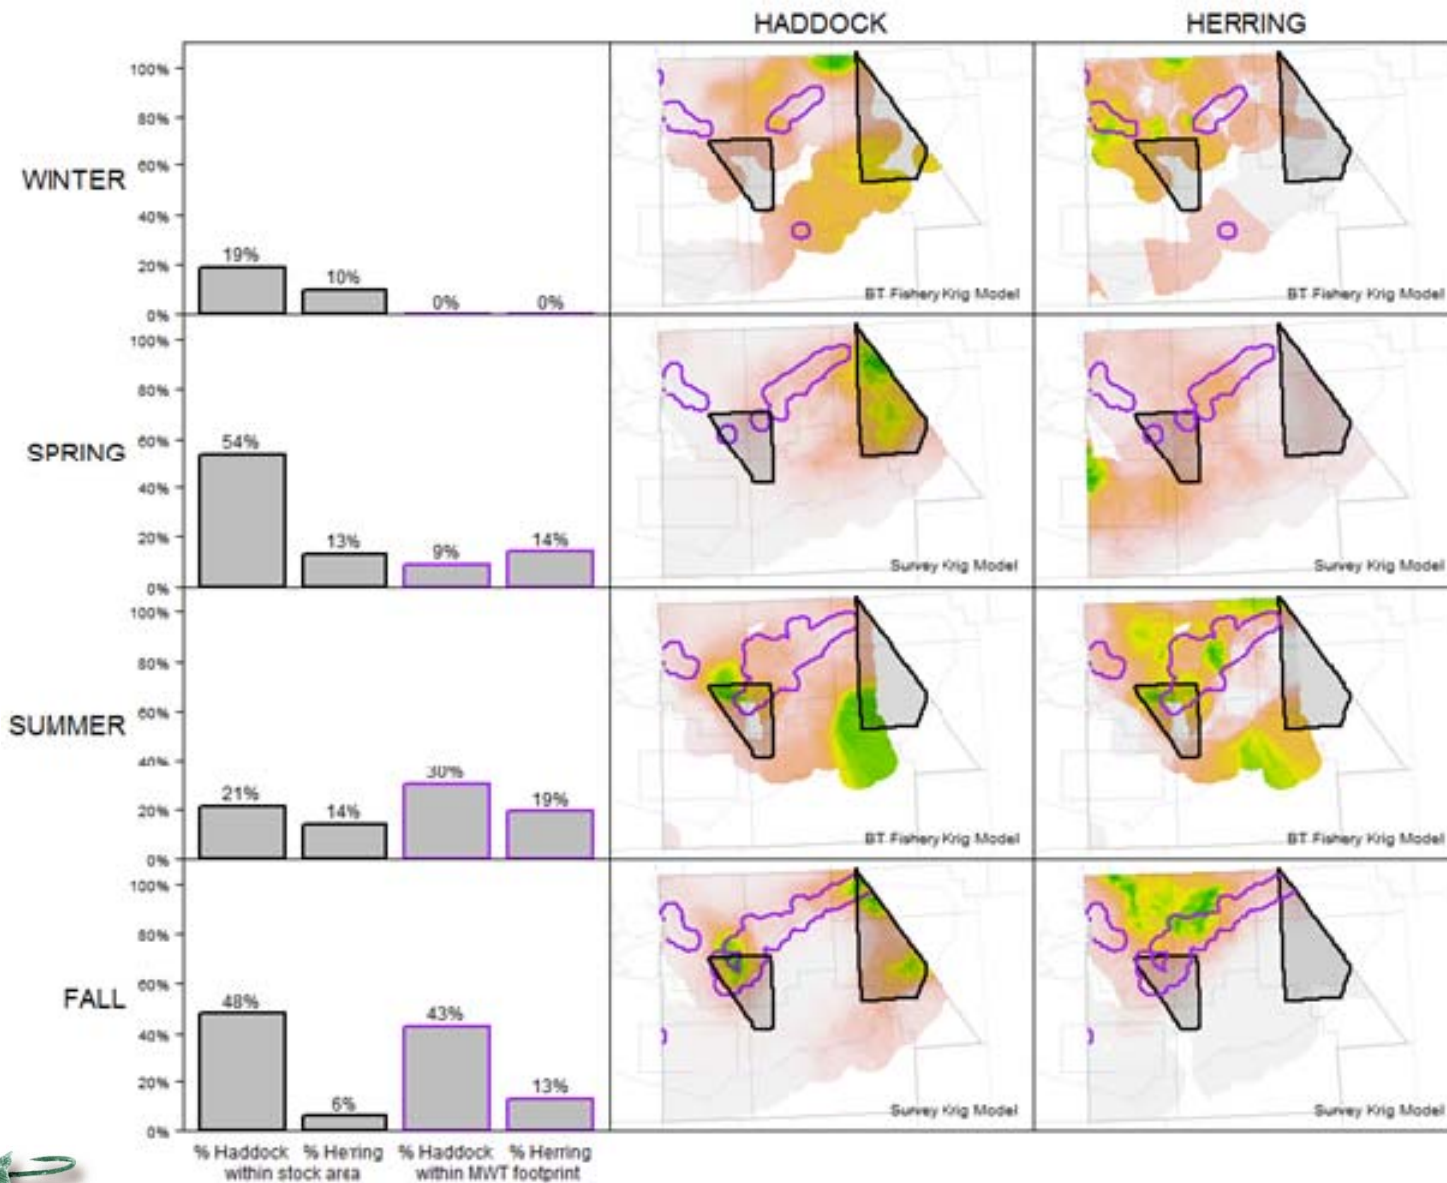 HADDOCK
HERRING
WINTER
100%
80%
60%
40%
20%
0%
19%
10%
0%
0%
BT Fishery Krig Model
BT Fishery Krig Model
SPRING
100%
80%
60%
40%
20%
0%
54%
13%
9%
14%
Survey Krig Model
Survey Krig Model
SUMMER
100%
80%
60%
40%
20%
0%
21%
14%
30%
19%
BT Fishery Krig Model
BT Fishery Krig Model
FALL
100%
80%
60%
40%
20%
0%
48%
6%
43%
13%
Survey Krig Model
Survey Krig Model
% Haddock % Herring % Haddock % Herring
within stock area within MWT footprint